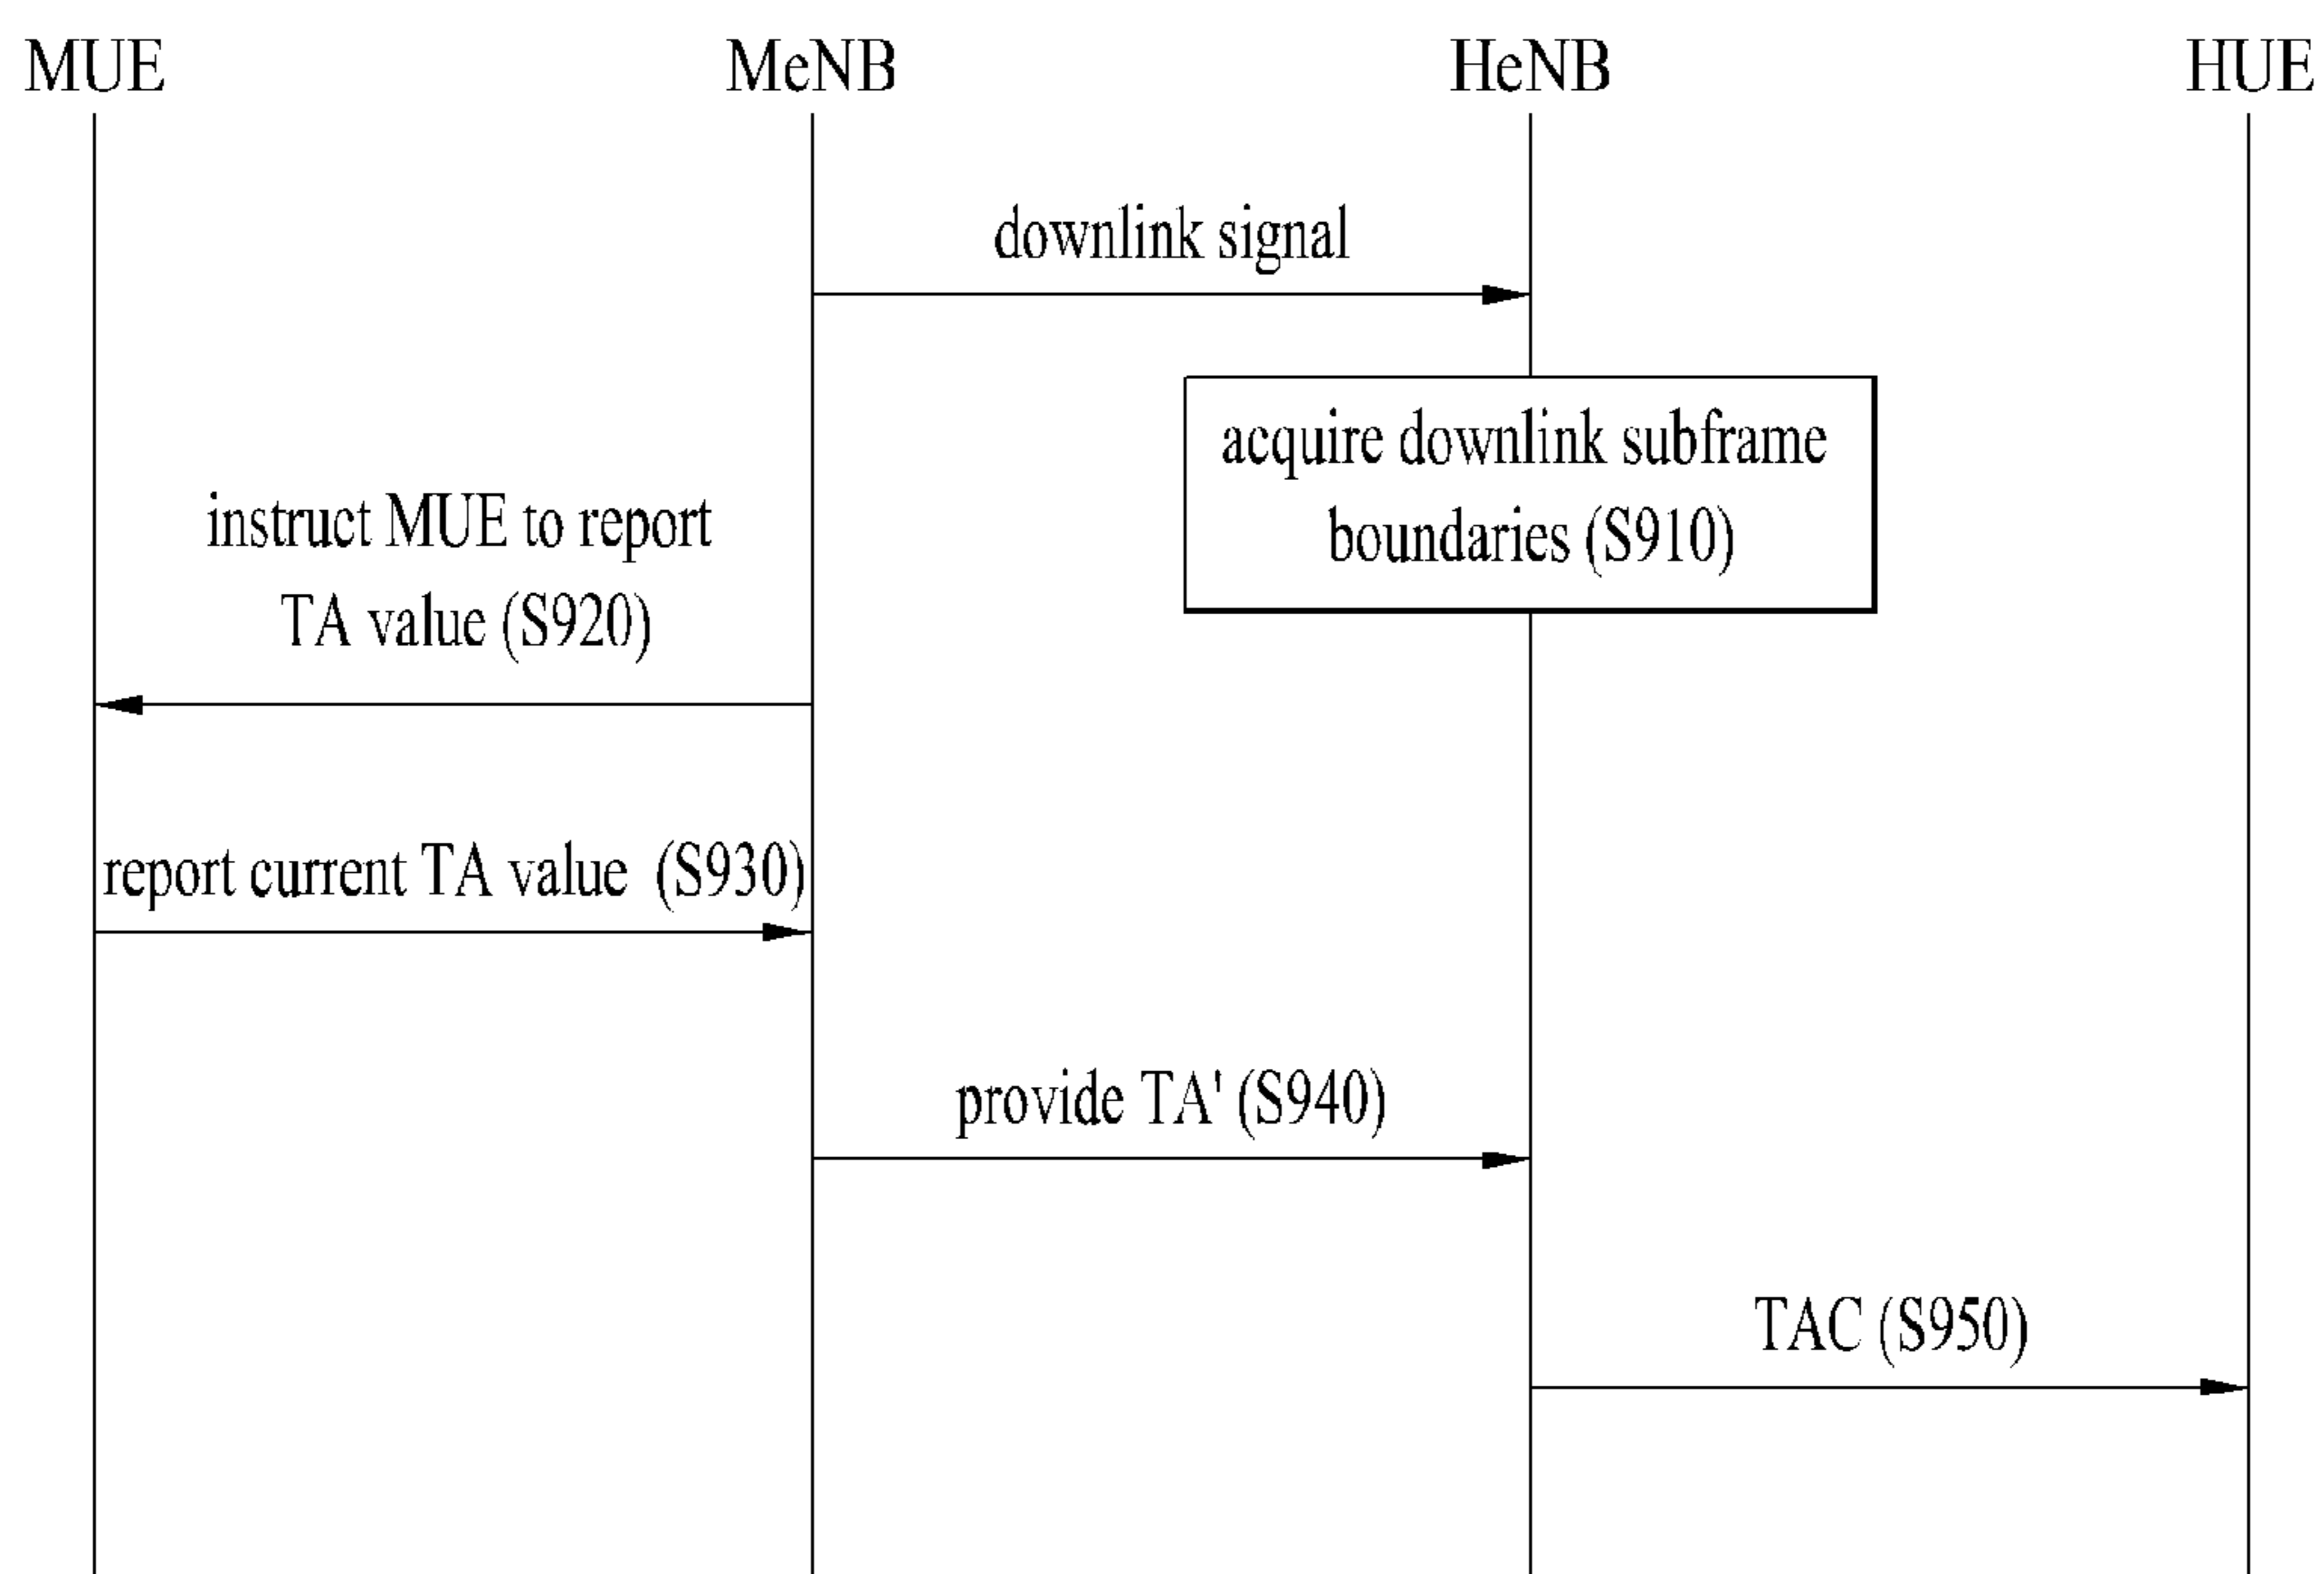 MUE
MeNB
HeNB
HUE
downlink signal
acquire downlink subframe
boundaries (S910)
instruct MUE to report
TA value (S920)
report current TA value (S930)
provide TA' (S940)
TAC (S950)